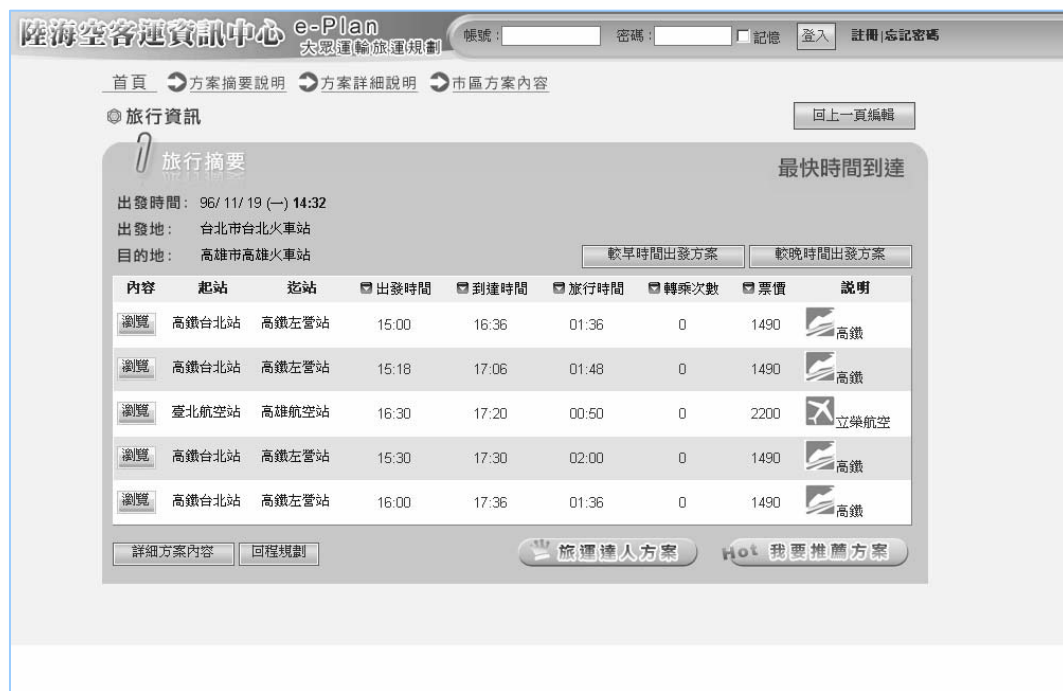 陸海空客運資訊中心 e-Plan 大眾運輸旅運規劃 帳號： 密碼： 記憶 登入 註冊|忘記密碼
首頁 方案摘要說明 方案詳細說明 市區方案內容
旅行資訊 回上一頁編輯
旅行摘要 最快時間到達
出發時間： 96/ 11/ 19 (一) 14:32
出發地： 台北市台北火車站
目的地： 高雄市高雄火車站 較早時間出發方案 較晚時間出發方案
內容 起站 迄站 出發時間 到達時間 旅行時間 轉乘次數 票價 說明
瀏覽 高鐵台北站 高鐵左營站 15:00 16:36 01:36 0 1490 高鐵
瀏覽 高鐵台北站 高鐵左營站 15:18 17:06 01:48 0 1490 高鐵
瀏覽 臺北航空站 高雄航空站 16:30 17:20 00:50 0 2200 立榮航空
瀏覽 高鐵台北站 高鐵左營站 15:30 17:30 02:00 0 1490 高鐵
瀏覽 高鐵台北站 高鐵左營站 16:00 17:36 01:36 0 1490 高鐵
詳細方案內容 回程規劃 旅運達人方案 Hot 我要推薦方案